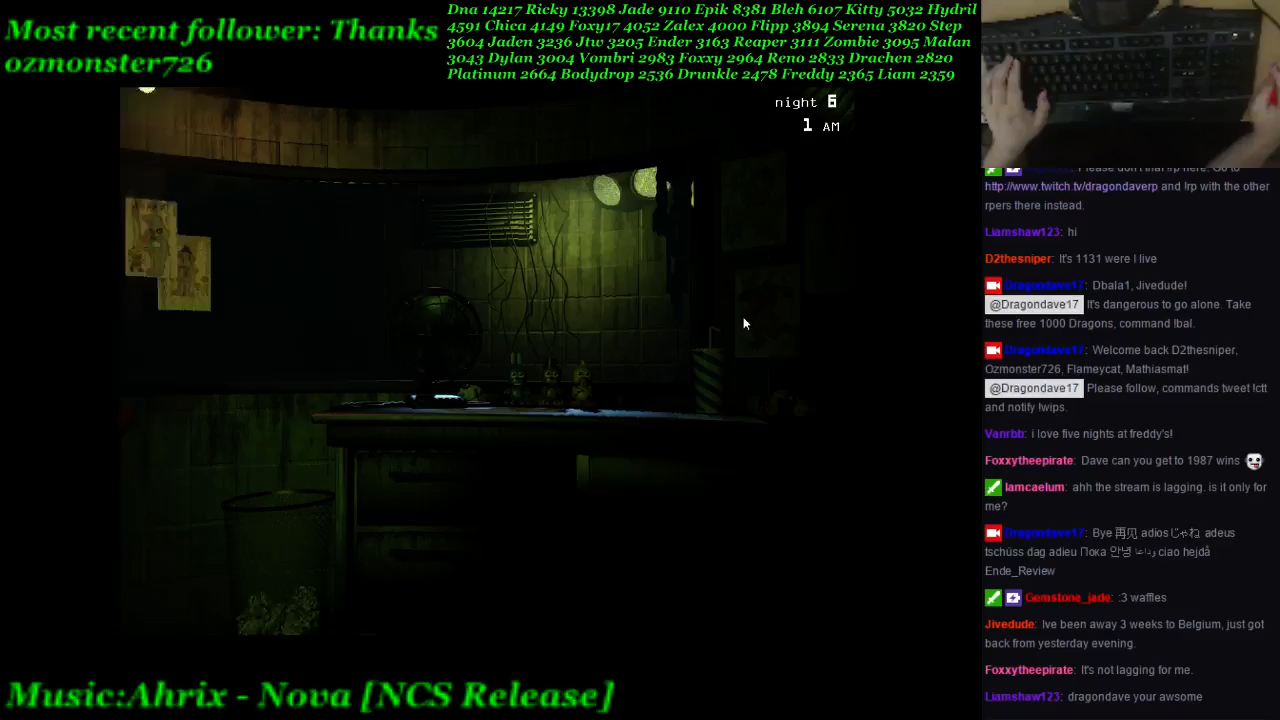 Most recent follower: Thanks
ozmonster726
Dna 14217 Ricky 13398 Jade 9110 Epik 8381 Bleh 6107 Kitty 5032 Hydril
4591 Chica 4149 Foxy17 4052 Zalex 4000 Flipp 3894 Serena 3820 Step
3604 Jaden 3236 Jtw 3205 Ender 3163 Reaper 3111 Zombie 3095 Malan
3043 Dylan 3004 Vombri 2983 Foxxy 2964 Reno 2833 Drachen 2820
Platinum 2664 Bodydrop 2536 Drunkle 2478 Freddy 2365 Liam 2359
night 6
1 AM
Please don't that !rp here. Go to
http://www.twitch.tv/dragondaverp and !rp with the other
rpers there instead.
Liamshaw123: hi
D2thesniper: It's 1131 were I live
Dragondave17: Dbala1, Jivedude!
@Dragondave17 It's dangerous to go alone. Take
these free 1000 Dragons, command !bal.
Dragondave17: Welcome back D2thesniper,
Ozmonster726, Flameycat, Mathiasmat!
@Dragondave17 Please follow, commands tweet !ctt
and notify !wips.
Vanrbb: i love five nights at freddy's!
Foxxytheepirate: Dave can you get to 1987 wins
Iamcaelum: ahh the stream is lagging. is it only for
me?
Dragondave17: Bye 再见 adios じゃね adeus
tschüss dag adieu Пока 안녕 وداعا ciao hejdå
Ende_Review
Gemstone_jade: :3 waffles
Jivedude: Ive been away 3 weeks to Belgium, just got
back from yesterday evening.
Foxxytheepirate: It's not lagging for me.
Liamshaw123: dragondave your awsome
Music:Ahrix - Nova [NCS Release]